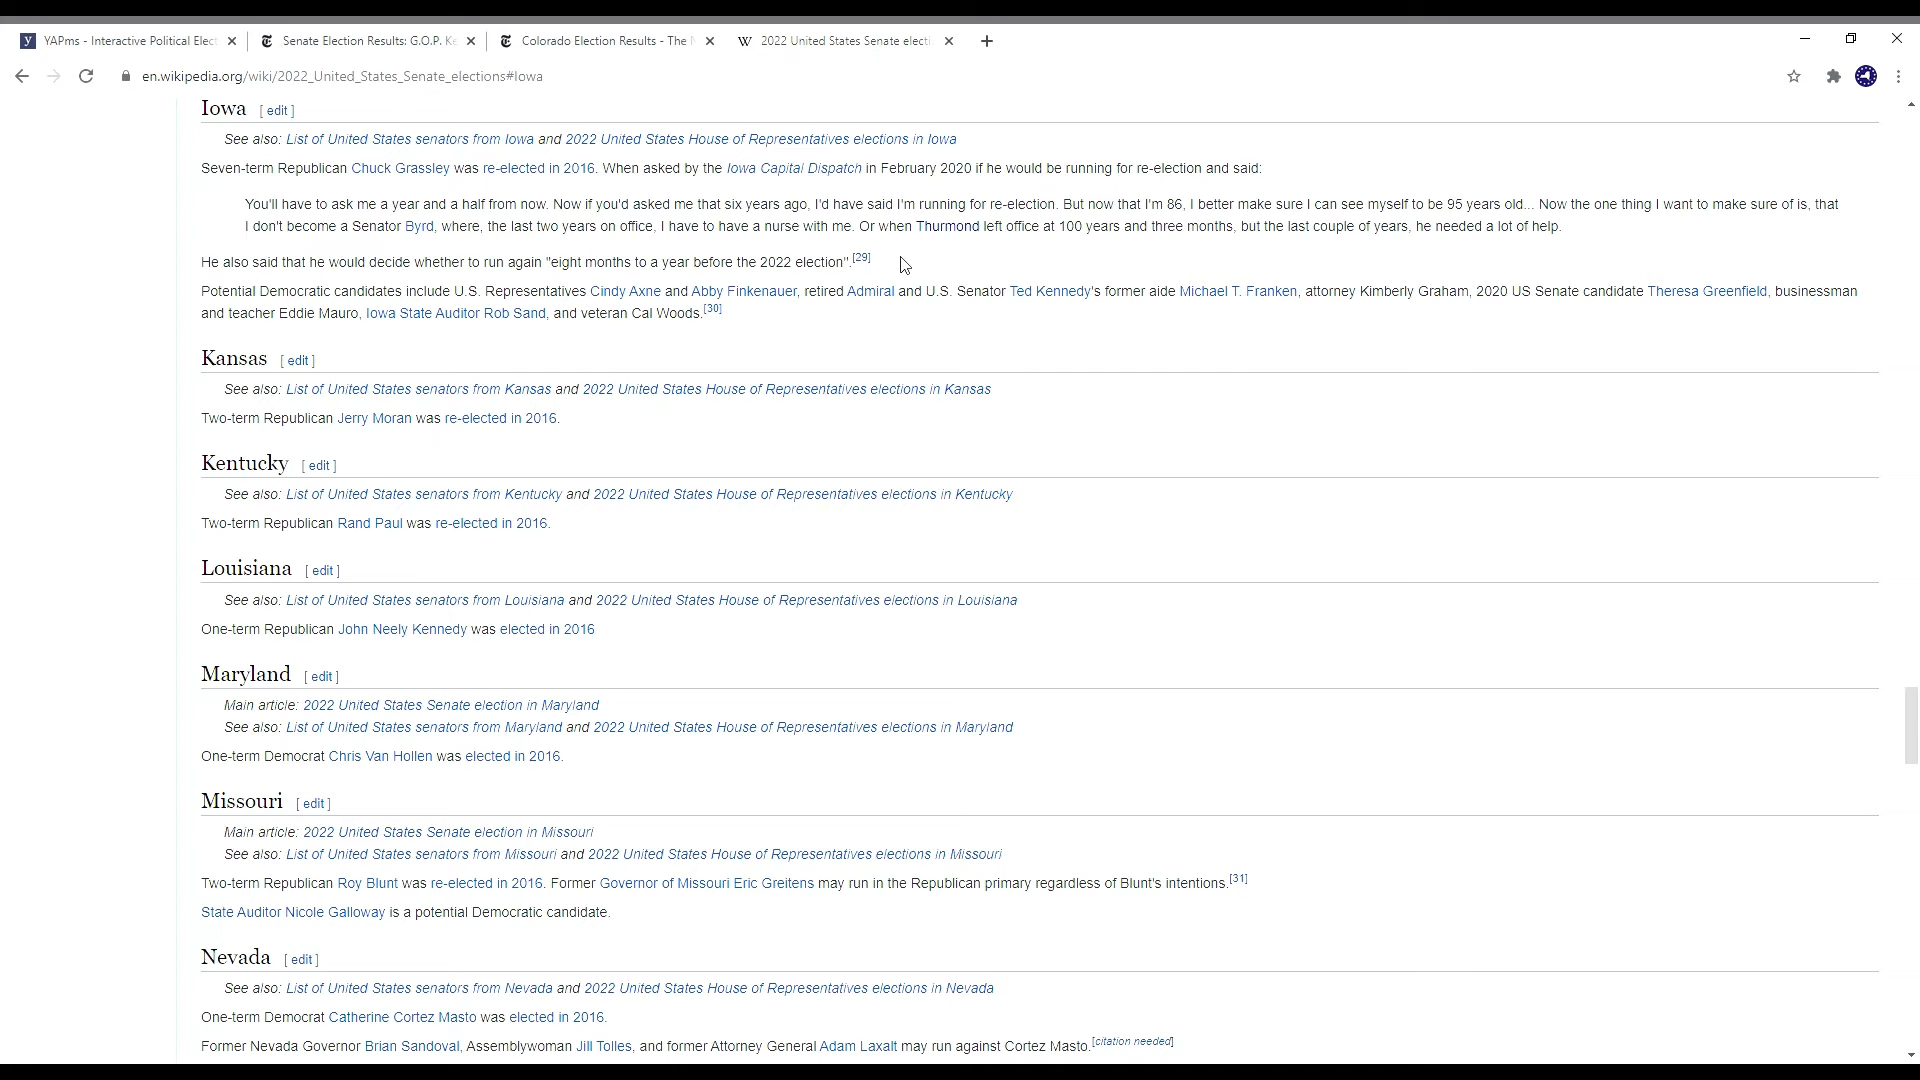 YAPms - Interactive Political Elect
Senate Election Results: G.O.P. Ke
Colorado Election Results - The N
W 2022 United States Senate electi
en.wikipedia.org/wiki/2022_United_States_Senate_elections#Iowa
Iowa [ edit ]
See also: List of United States senators from Iowa and 2022 United States House of Representatives elections in Iowa
Seven-term Republican Chuck Grassley was re-elected in 2016. When asked by the Iowa Capital Dispatch in February 2020 if he would be running for re-election and said:
You'll have to ask me a year and a half from now. Now if you'd asked me that six years ago, I'd have said I'm running for re-election. But now that I'm 86, I better make sure I can see myself to be 95 years old... Now the one thing I want to make sure of is, that
I don't become a Senator Byrd, where, the last two years on office, I have to have a nurse with me. Or when Thurmond left office at 100 years and three months, but the last couple of years, he needed a lot of help.
He also said that he would decide whether to run again "eight months to a year before the 2022 election".[29]
Potential Democratic candidates include U.S. Representatives Cindy Axne and Abby Finkenauer, retired Admiral and U.S. Senator Ted Kennedy's former aide Michael T. Franken, attorney Kimberly Graham, 2020 US Senate candidate Theresa Greenfield, businessman
and teacher Eddie Mauro, Iowa State Auditor Rob Sand, and veteran Cal Woods.[30]
Kansas [ edit ]
See also: List of United States senators from Kansas and 2022 United States House of Representatives elections in Kansas
Two-term Republican Jerry Moran was re-elected in 2016.
Kentucky [ edit ]
See also: List of United States senators from Kentucky and 2022 United States House of Representatives elections in Kentucky
Two-term Republican Rand Paul was re-elected in 2016.
Louisiana [ edit ]
See also: List of United States senators from Louisiana and 2022 United States House of Representatives elections in Louisiana
One-term Republican John Neely Kennedy was elected in 2016
Maryland [ edit ]
Main article: 2022 United States Senate election in Maryland
See also: List of United States senators from Maryland and 2022 United States House of Representatives elections in Maryland
One-term Democrat Chris Van Hollen was elected in 2016.
Missouri [ edit ]
Main article: 2022 United States Senate election in Missouri
See also: List of United States senators from Missouri and 2022 United States House of Representatives elections in Missouri
Two-term Republican Roy Blunt was re-elected in 2016. Former Governor of Missouri Eric Greitens may run in the Republican primary regardless of Blunt's intentions.[31]
State Auditor Nicole Galloway is a potential Democratic candidate.
Nevada [ edit ]
See also: List of United States senators from Nevada and 2022 United States House of Representatives elections in Nevada
One-term Democrat Catherine Cortez Masto was elected in 2016.
Former Nevada Governor Brian Sandoval, Assemblywoman Jill Tolles, and former Attorney General Adam Laxalt may run against Cortez Masto.[citation needed]